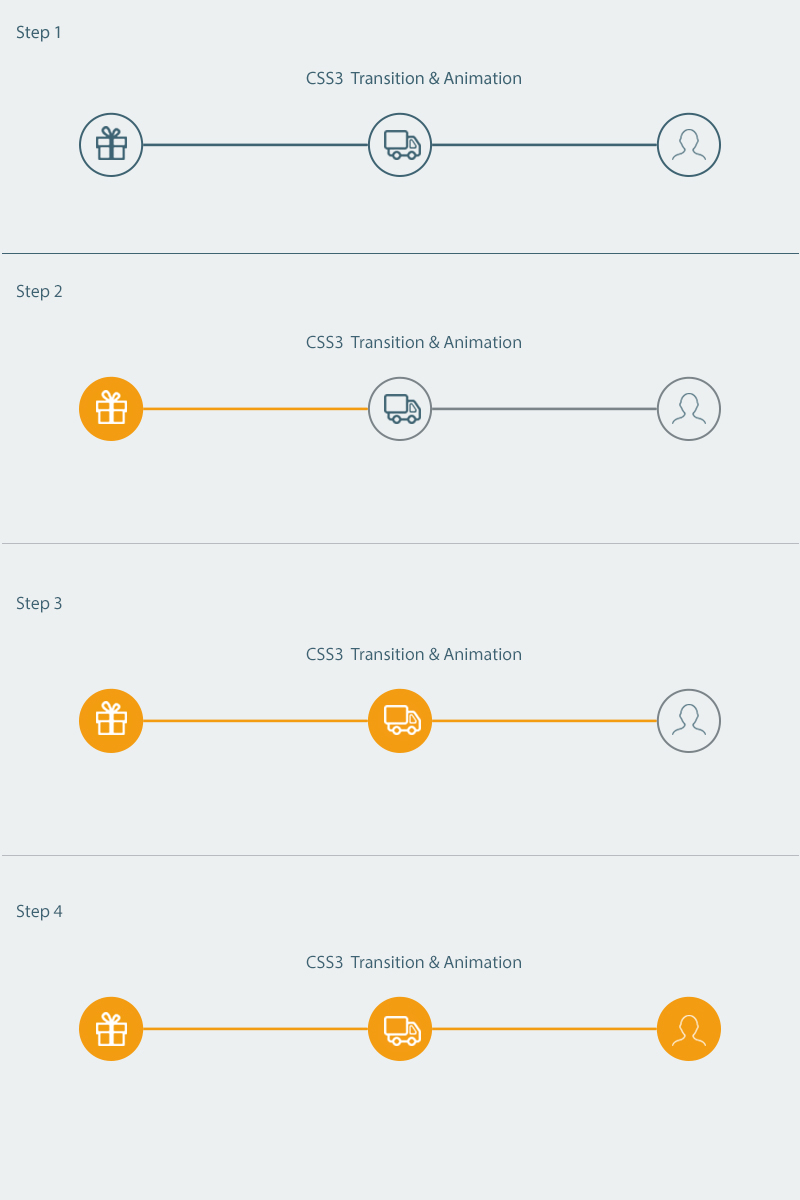 Step 1
CSS3 Transition & Animation
Step 2
CSS3 Transition & Animation
Step 3
CSS3 Transition & Animation
Step 4
CSS3 Transition & Animation